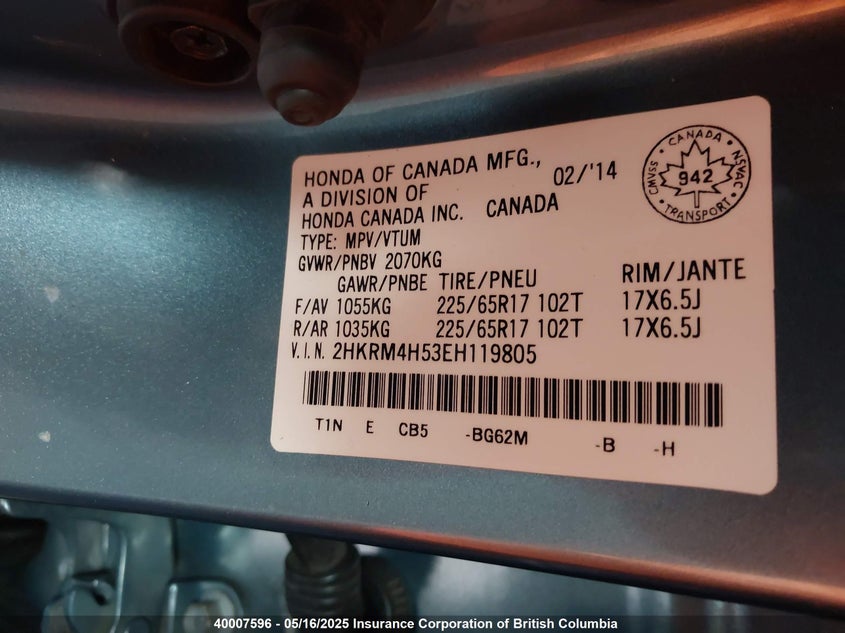 HONDA OF CANADA MFG., 02/'14
A DIVISION OF
HONDA CANADA INC. CANADA
TYPE: MPV/VTUM
GVWR/PNBV 2070KG
GAWR/PNBE TIRE/PNEU RIM/JANTE
F/AV 1055KG 225/65R17 102T 17X6.5J
R/AR 1035KG 225/65R17 102T 17X6.5J
V.I.N. 2HKRM4H53EH119805
T1N E CB5 -BG62M -B -H
CANADA
CMVSS 942 NSVAC
TRANSPORT
40007596 - 05/16/2025 Insurance Corporation of British Columbia